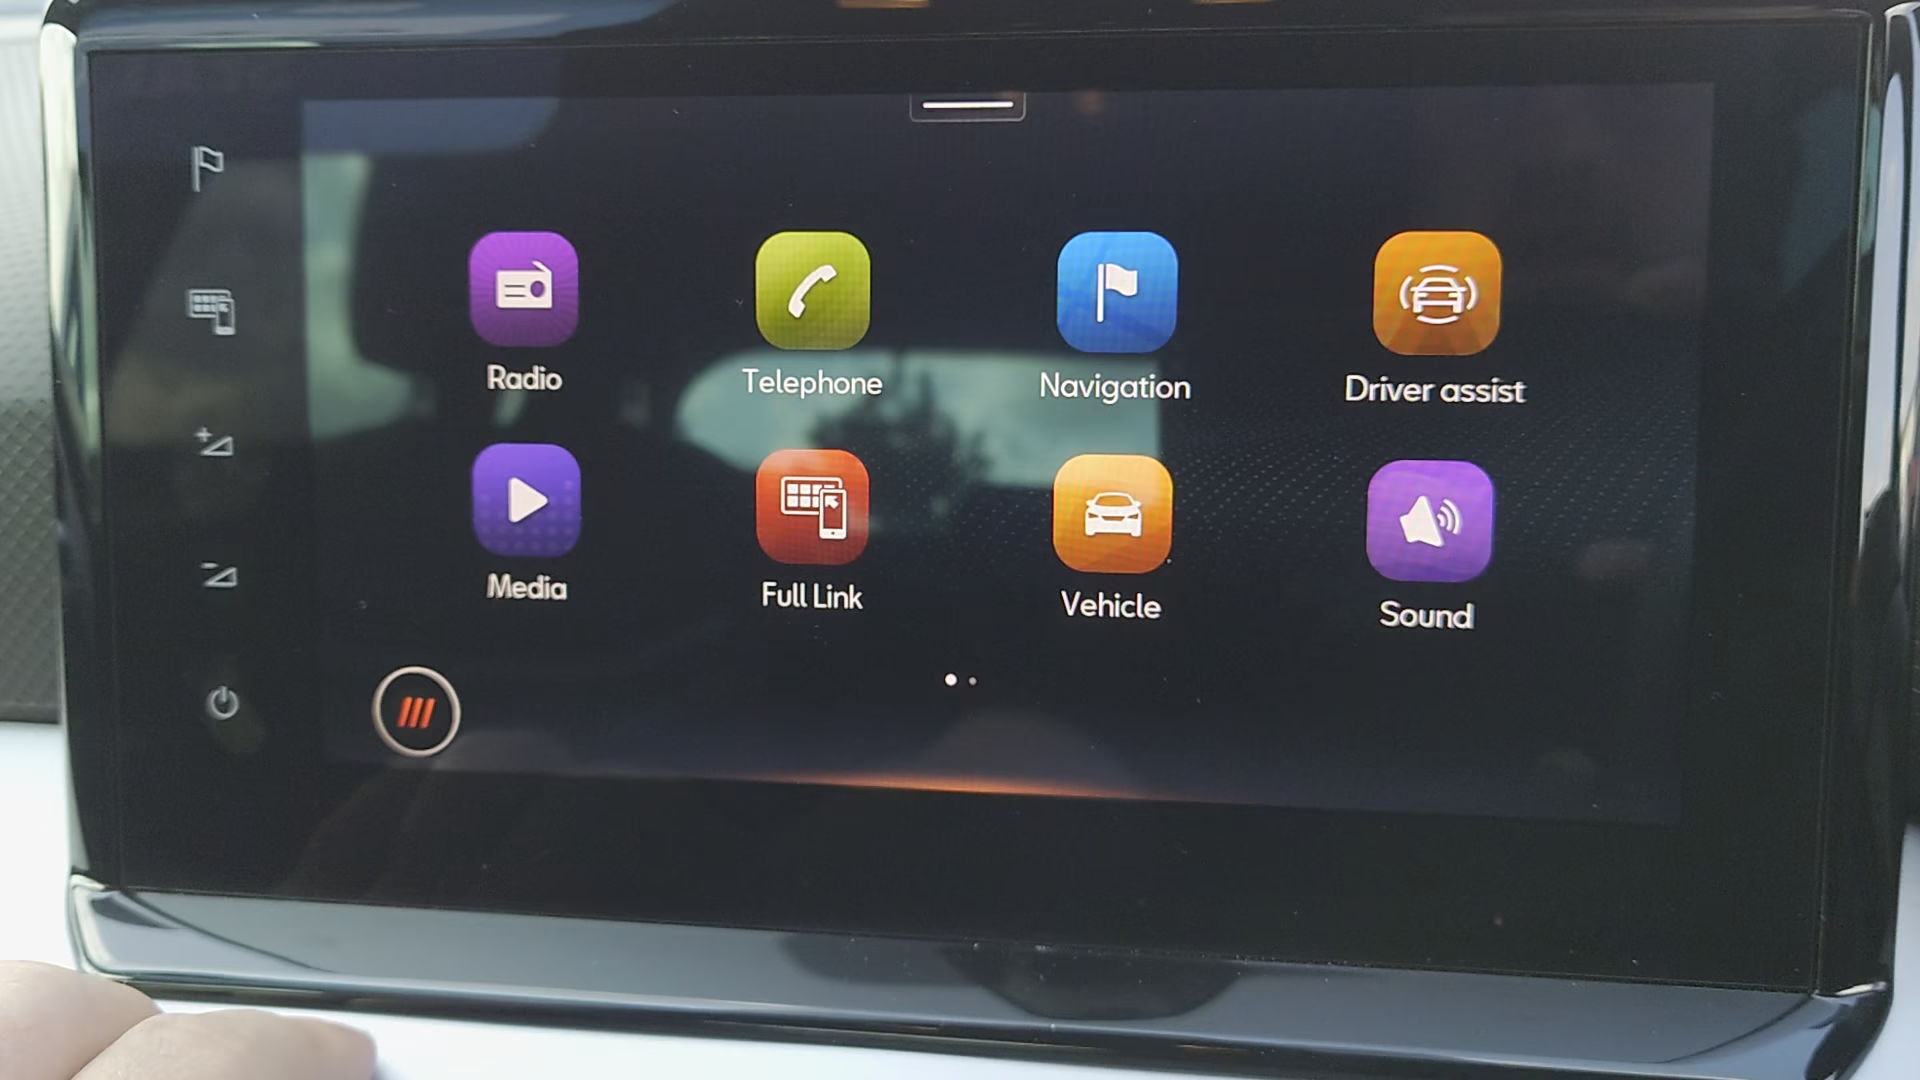 Radio
Telephone
Navigation
Driver assist
Media
Full Link
Vehicle
Sound